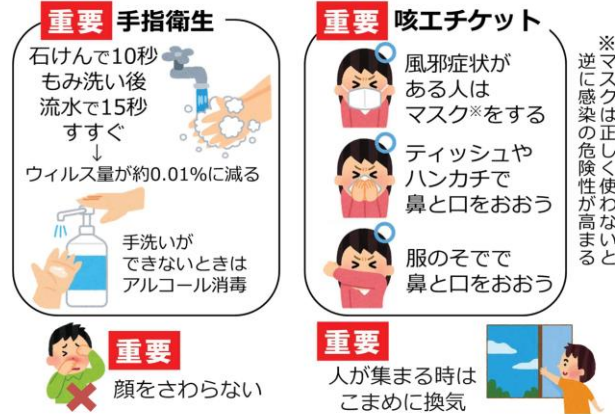 重要 手指衛生
石けんで10秒
もみ洗い後
流水で15秒
すすぐ
↓
ウィルス量が約0.01%に減る
手洗いが
できないときは
アルコール消毒
重要 咳エチケット
風邪症状が
ある人は
マスク※をする
ティッシュや
ハンカチで
鼻と口をおおう
服のそでで
鼻と口をおおう
※マスクは正しく使わないと
逆に感染の危険性が高まる
重要
顔をさわらない
重要
人が集まる時は
こまめに換気